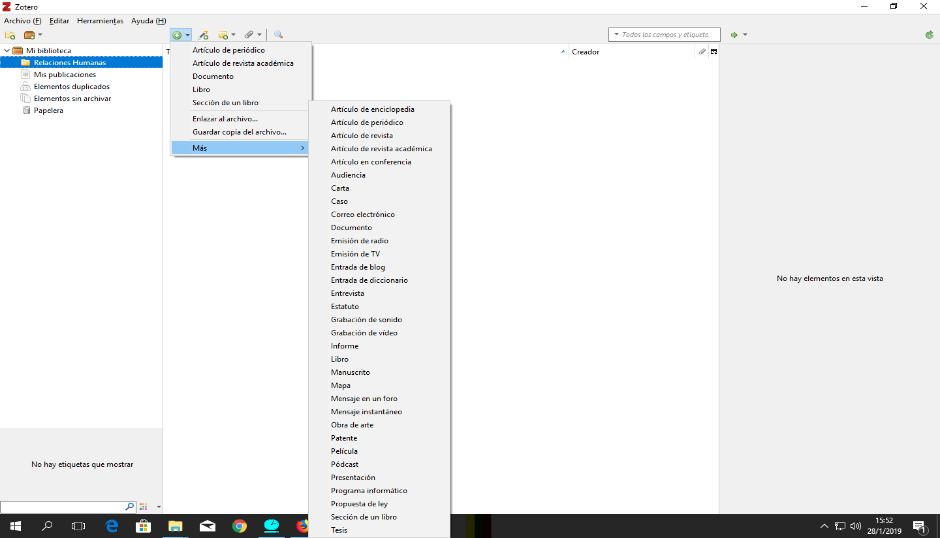 Zotero
Archivo (F) Editar Herramientas Ayuda (H)
Todos los campos y etiqueta
Mi biblioteca
Relaciones Humanas
Mis publicaciones
Elementos duplicados
Elementos sin archivar
Papelera
T
Creador
Artículo de periódico
Artículo de revista académica
Documento
Libro
Sección de un libro
Enlazar al archivo...
Guardar copia del archivo...
Más
Artículo de enciclopedia
Artículo de periódico
Artículo de revista
Artículo de revista académica
Artículo en conferencia
Audiencia
Carta
Caso
Correo electrónico
Documento
Emisión de radio
Emisión de TV
Entrada de blog
Entrada de diccionario
Entrevista
Estatuto
Grabación de sonido
Grabación de vídeo
Informe
Libro
Manuscrito
Mapa
Mensaje en un foro
Mensaje instantáneo
Obra de arte
Patente
Película
Pódcast
Presentación
Programa informático
Propuesta de ley
Sección de un libro
Tesis
No hay elementos en esta vista
No hay etiquetas que mostrar
15:52
28/1/2019
1